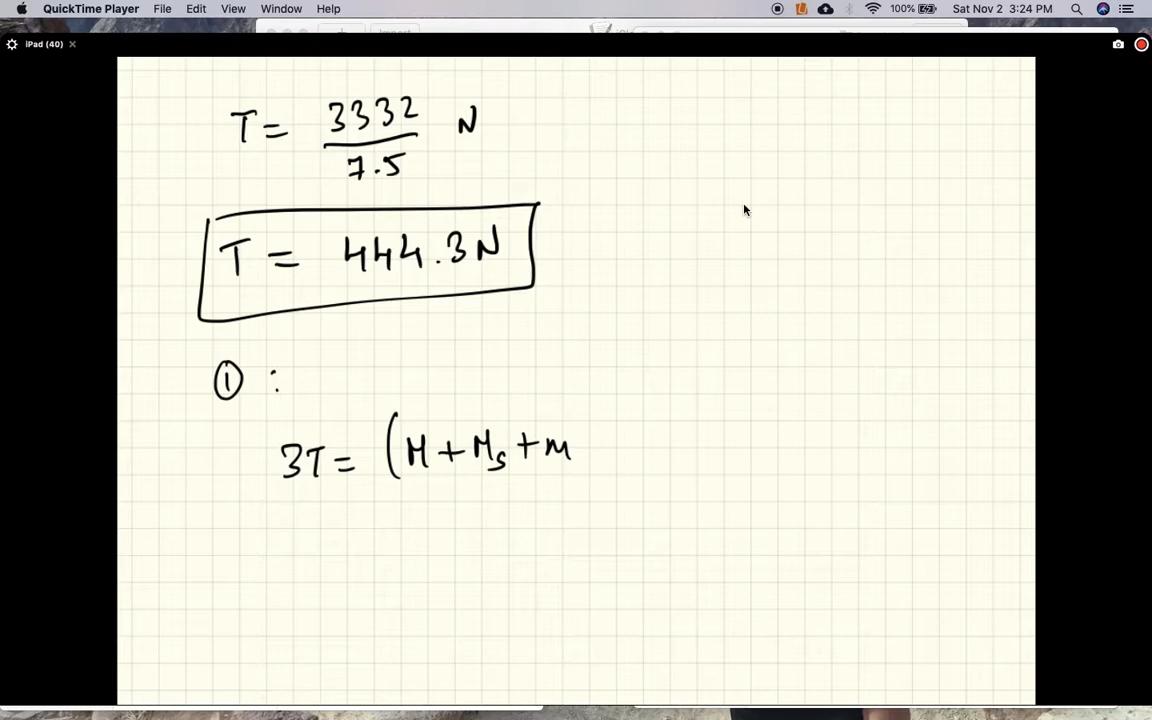 QuickTime Player File Edit View Window Help 100% Sat Nov 2 3:24 PM
iPad (40)
T = 3332 N
7.5
T = 444.3 N
① :
3T = (M + Ms + m